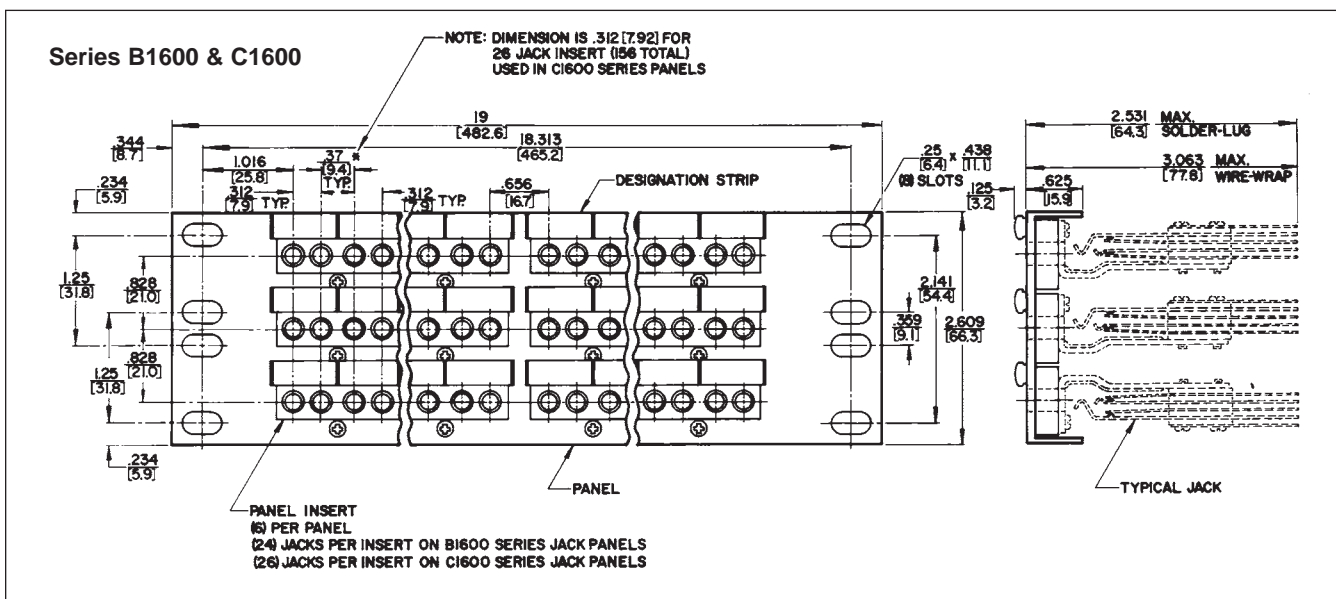 Series B1600 & C1600
NOTE: DIMENSION IS .312 [7.92] FOR
26 JACK INSERT (156 TOTAL)
USED IN C1600 SERIES PANELS
19
[482.6]
18.313
[465.2]
.344
[8.7]
1.016
[25.8]
.37 *
[9.4]
TYP.
.234
[5.9]
.312
[7.9] TYP.
.312
[7.9] TYP.
.656
[16.7]
DESIGNATION STRIP
.25
[6.4] x .438
[11.1]
(8) SLOTS
2.531 MAX.
[64.3] SOLDER-LUG
3.063 MAX.
[77.8] WIRE-WRAP
.125
[3.2]
.625
[15.9]
1.25
[31.8]
.828
[21.0]
.828
[21.0]
1.25
[31.8]
2.141
[54.4]
.359
[9.1]
2.609
[66.3]
.234
[5.9]
PANEL
TYPICAL JACK
PANEL INSERT
(6) PER PANEL
(24) JACKS PER INSERT ON B1600 SERIES JACK PANELS
(26) JACKS PER INSERT ON C1600 SERIES JACK PANELS